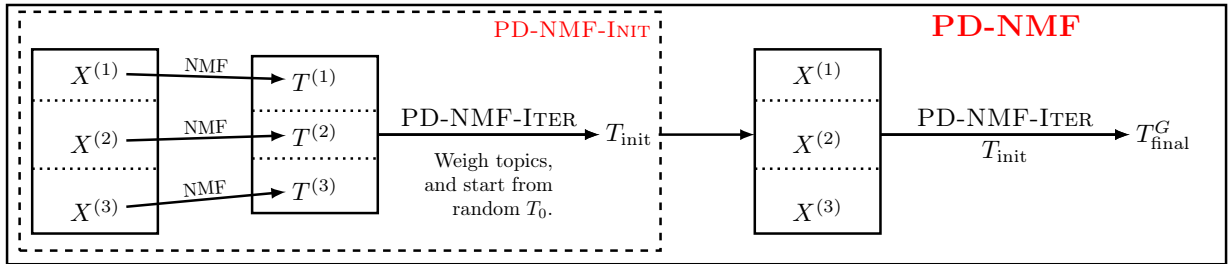 PD-NMF-INIT
PD-NMF
X^(1)
NMF
T^(1)
X^(2)
NMF
T^(2)
X^(3)
NMF
T^(3)
PD-NMF-ITER
Weigh topics,
and start from
random T_0.
T_init
X^(1)
X^(2)
X^(3)
PD-NMF-ITER
T_init
T^G_final